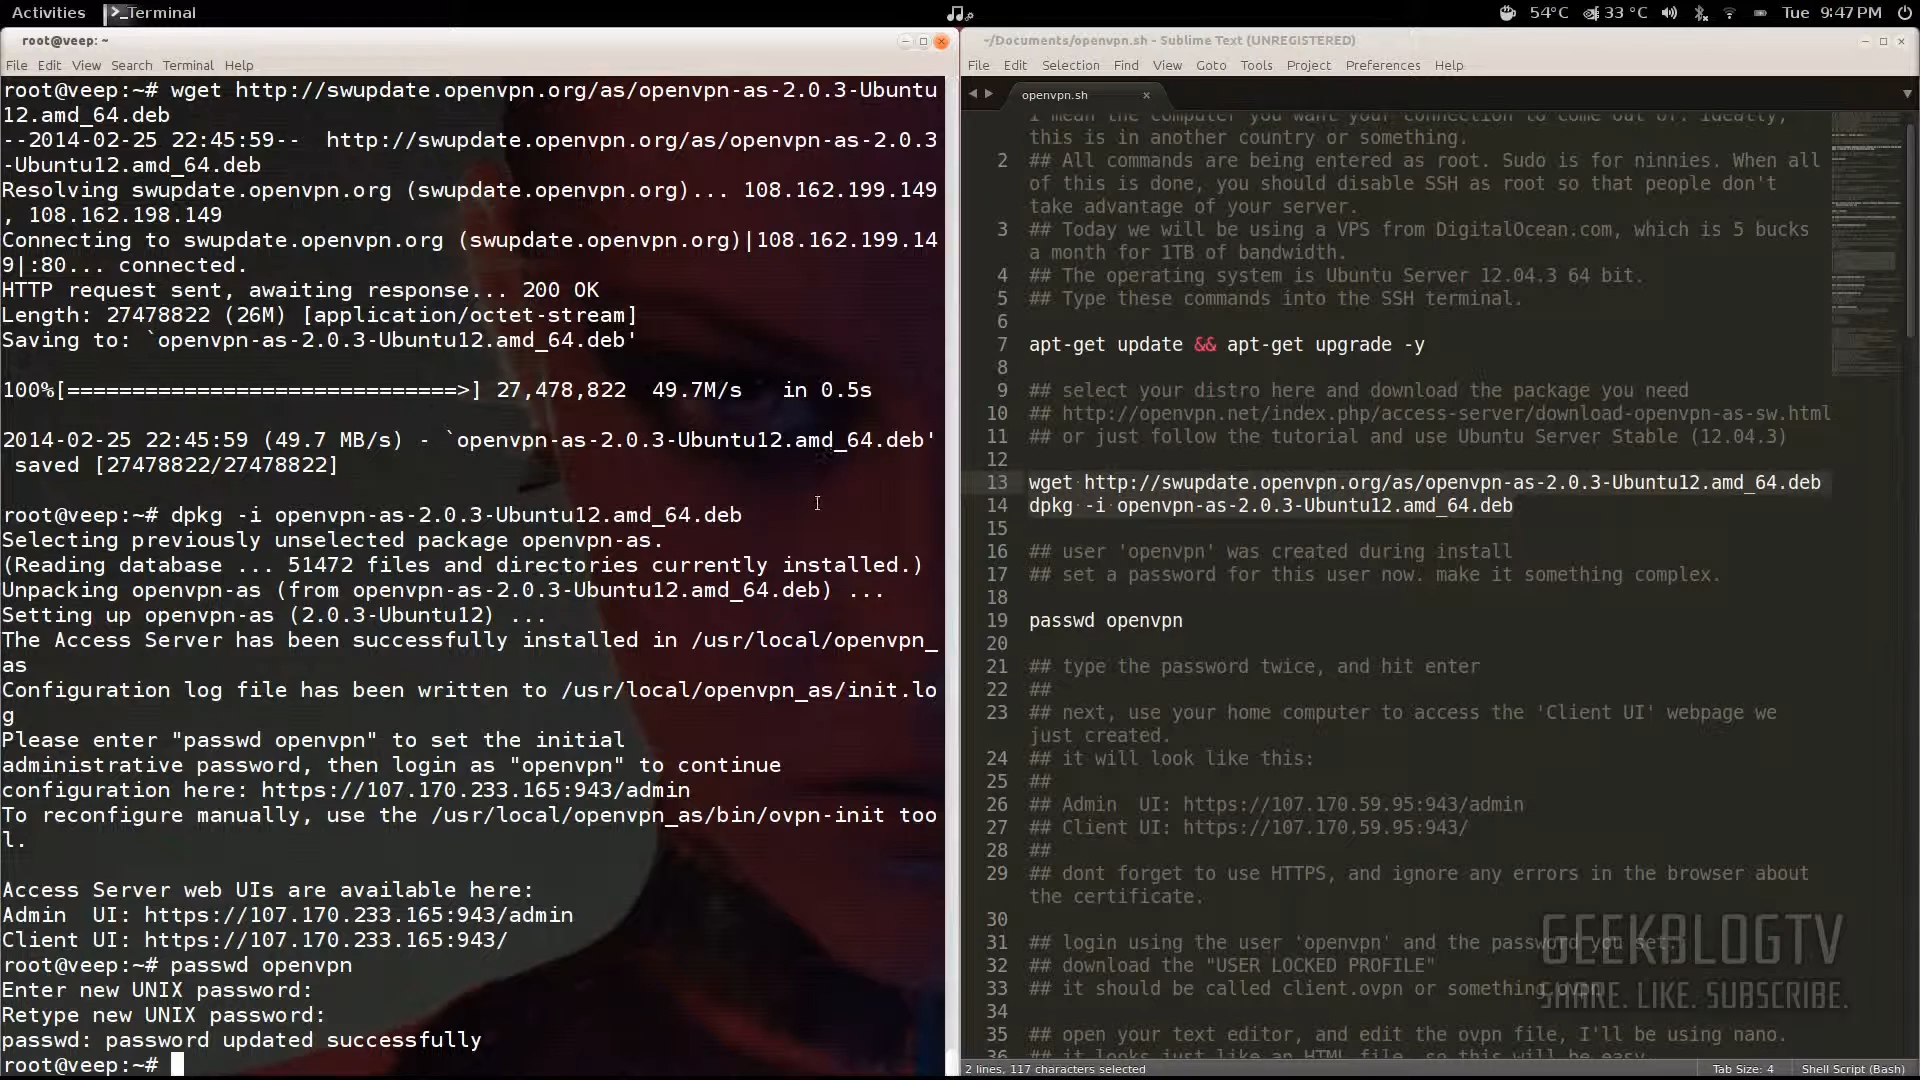 Activities Terminal 54°C 33 °C Tue 9:47 PM
root@veep: ~
File Edit View Search Terminal Help
root@veep:~# wget http://swupdate.openvpn.org/as/openvpn-as-2.0.3-Ubuntu
12.amd_64.deb
--2014-02-25 22:45:59-- http://swupdate.openvpn.org/as/openvpn-as-2.0.3
-Ubuntu12.amd_64.deb
Resolving swupdate.openvpn.org (swupdate.openvpn.org)... 108.162.199.149
, 108.162.198.149
Connecting to swupdate.openvpn.org (swupdate.openvpn.org)|108.162.199.14
9|:80... connected.
HTTP request sent, awaiting response... 200 OK
Length: 27478822 (26M) [application/octet-stream]
Saving to: `openvpn-as-2.0.3-Ubuntu12.amd_64.deb'
100%[==============================>] 27,478,822 49.7M/s in 0.5s
2014-02-25 22:45:59 (49.7 MB/s) - `openvpn-as-2.0.3-Ubuntu12.amd_64.deb'
saved [27478822/27478822]
root@veep:~# dpkg -i openvpn-as-2.0.3-Ubuntu12.amd_64.deb
Selecting previously unselected package openvpn-as.
(Reading database ... 51472 files and directories currently installed.)
Unpacking openvpn-as (from openvpn-as-2.0.3-Ubuntu12.amd_64.deb) ...
Setting up openvpn-as (2.0.3-Ubuntu12) ...
The Access Server has been successfully installed in /usr/local/openvpn_
as
Configuration log file has been written to /usr/local/openvpn_as/init.lo
g
Please enter "passwd openvpn" to set the initial
administrative password, then login as "openvpn" to continue
configuration here: https://107.170.233.165:943/admin
To reconfigure manually, use the /usr/local/openvpn_as/bin/ovpn-init too
l.
Access Server web UIs are available here:
Admin  UI: https://107.170.233.165:943/admin
Client UI: https://107.170.233.165:943/
root@veep:~# passwd openvpn
Enter new UNIX password:
Retype new UNIX password:
passwd: password updated successfully
root@veep:~#
~/Documents/openvpn.sh - Sublime Text (UNREGISTERED)
File Edit Selection Find View Goto Tools Project Preferences Help
openvpn.sh
I mean the computer you want your connection to come out of. Ideally,
this is in another country or something.
2 ## All commands are being entered as root. Sudo is for ninnies. When all
of this is done, you should disable SSH as root so that people don't
take advantage of your server.
3 ## Today we will be using a VPS from DigitalOcean.com, which is 5 bucks
a month for 1TB of bandwidth.
4 ## The operating system is Ubuntu Server 12.04.3 64 bit.
5 ## Type these commands into the SSH terminal.
6
7 apt-get update && apt-get upgrade -y
8
9 ## select your distro here and download the package you need
10 ## http://openvpn.net/index.php/access-server/download-openvpn-as-sw.html
11 ## or just follow the tutorial and use Ubuntu Server Stable (12.04.3)
12
13 wget http://swupdate.openvpn.org/as/openvpn-as-2.0.3-Ubuntu12.amd_64.deb
14 dpkg -i openvpn-as-2.0.3-Ubuntu12.amd_64.deb
15
16 ## user 'openvpn' was created during install
17 ## set a password for this user now. make it something complex.
18
19 passwd openvpn
20
21 ## type the password twice, and hit enter
22 ##
23 ## next, use your home computer to access the 'Client UI' webpage we
just created.
24 ## it will look like this:
25 ##
26 ## Admin  UI: https://107.170.59.95:943/admin
27 ## Client UI: https://107.170.59.95:943/
28 ##
29 ## dont forget to use HTTPS, and ignore any errors in the browser about
the certificate.
30
31 ## login using the user 'openvpn' and the password you set.
32 ## download the "USER LOCKED PROFILE"
33 ## it should be called client.ovpn or something.ovpn
34
35 ## open your text editor, and edit the ovpn file, I'll be using nano.
36 ## it looks just like an HTML file, so this will be easy
GEEKBLOGTV
SHARE. LIKE. SUBSCRIBE.
2 lines, 117 characters selected Tab Size: 4 Shell Script (Bash)